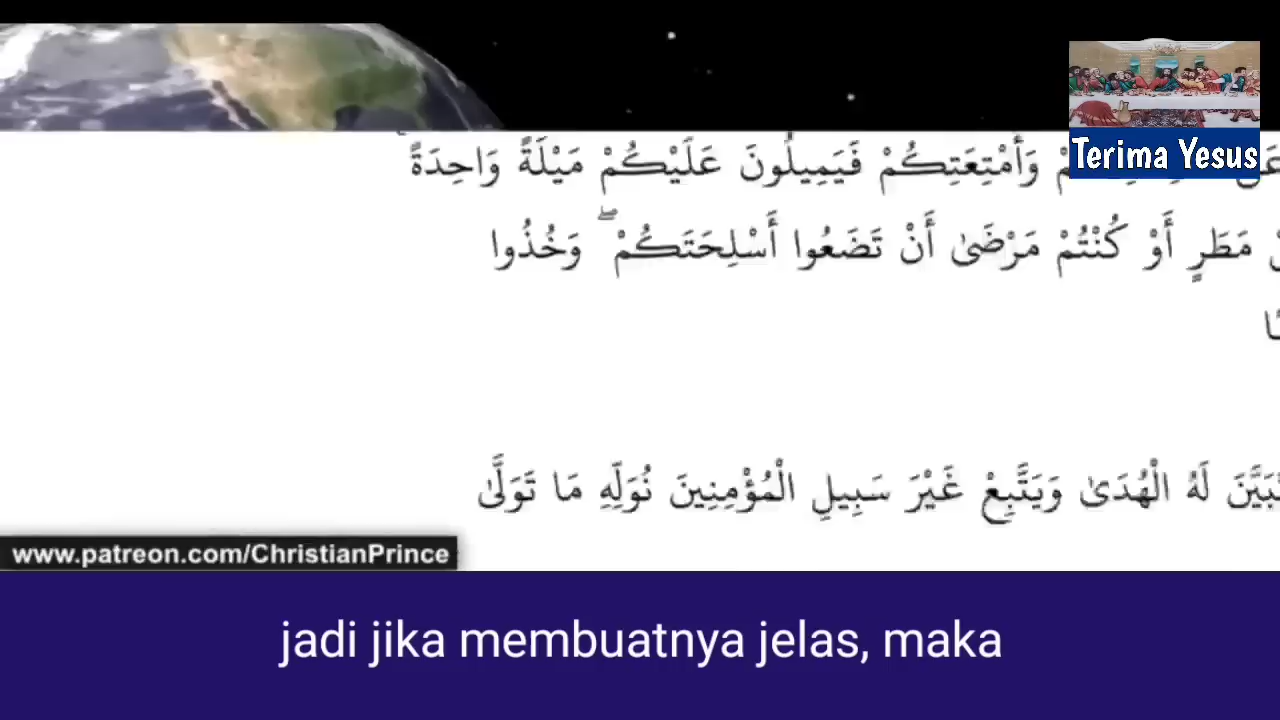 Terima Yesus
وَأَمْتِعَتِكُمْ فَيَمِيلُونَ عَلَيْكُمْ مَيْلَةً وَاحِدَةً
مَطَرٍ أَوْ كُنْتُمْ مَرْضَىٰ أَنْ تَضَعُوا أَسْلِحَتَكُمْ ۖ وَخُذُوا
لَهُ الْهُدَىٰ وَيَتَّبِعْ غَيْرَ سَبِيلِ الْمُؤْمِنِينَ نُوَلِّهِ مَا تَوَلَّىٰ
www.patreon.com/ChristianPrince
jadi jika membuatnya jelas, maka